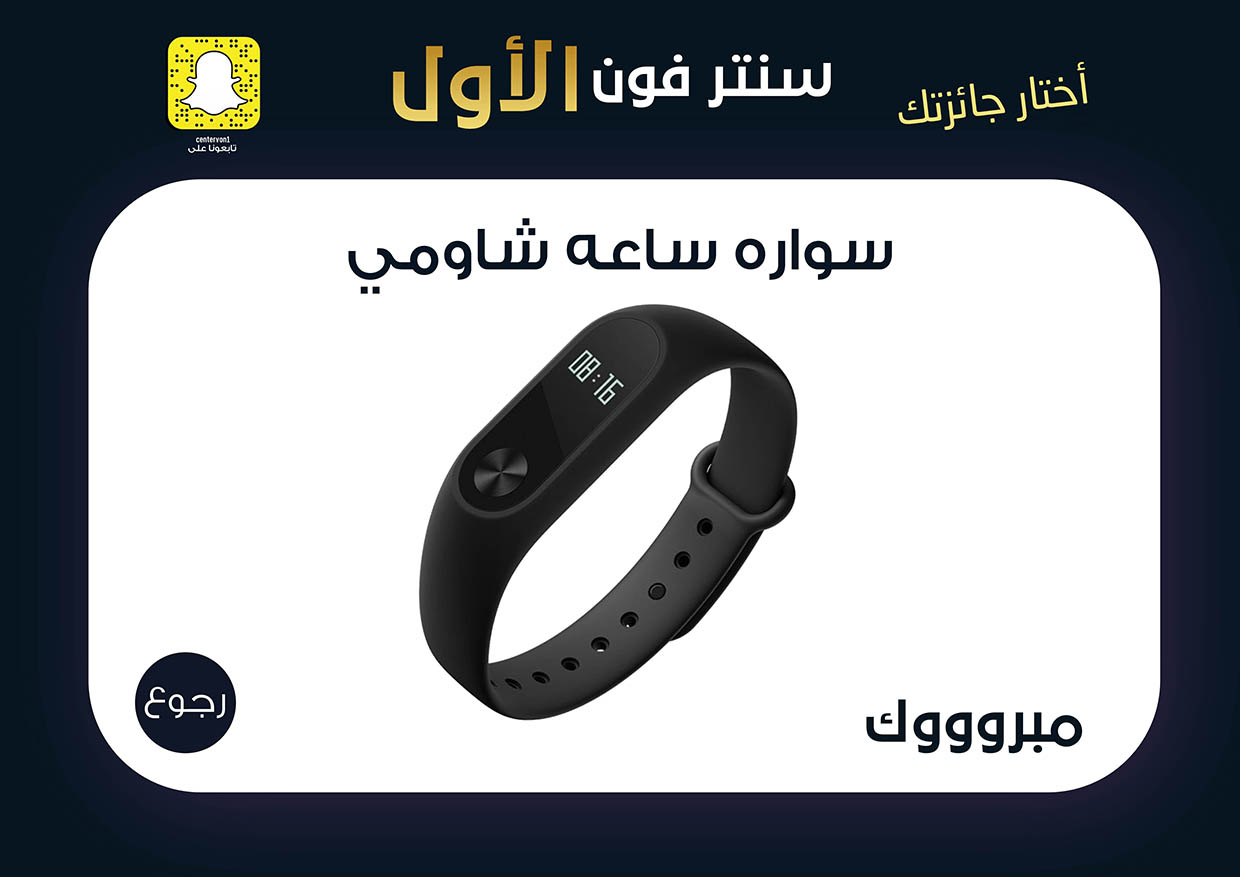 أختار جائزتك
سنتر فون الأول
centervon1
تابعونا على
سواره ساعه شاومي
08:16
مبروووك
رجوع